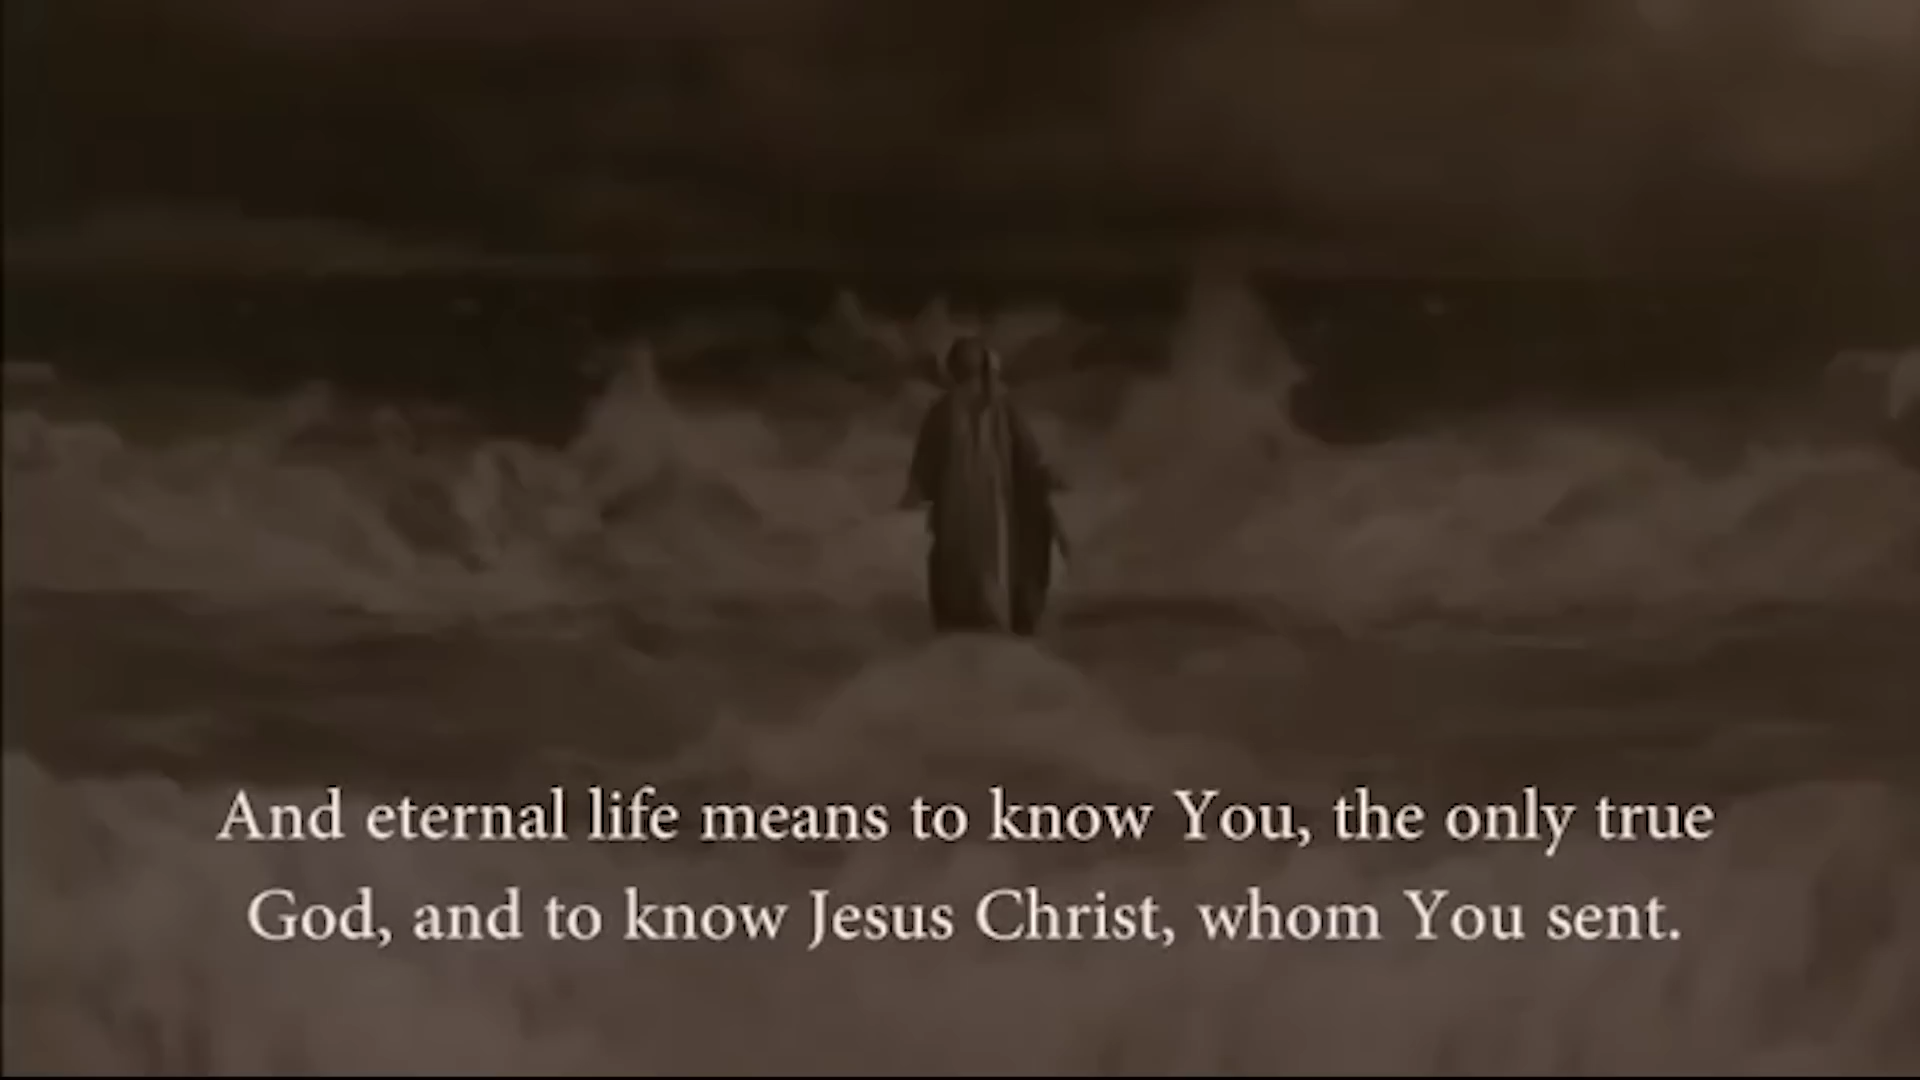 And eternal life means to know You, the only true
God, and to know Jesus Christ, whom You sent.